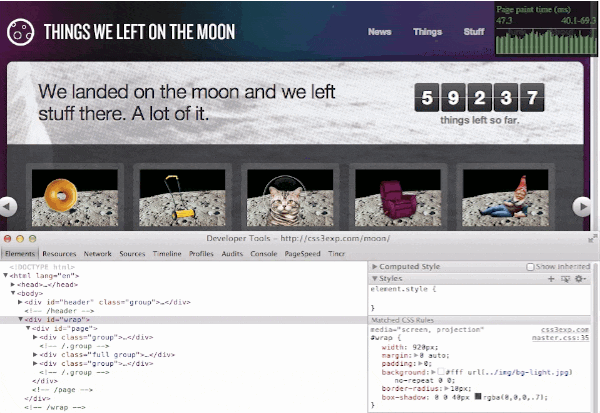 Page paint time (ms)
47.3 40.1-69.3
THINGS WE LEFT ON THE MOON
News Things Stuff
We landed on the moon and we left
stuff there. A lot of it.
59237
things left so far.
Developer Tools - http://css3exp.com/moon/
Elements Resources Network Sources Timeline Profiles Audits Console PageSpeed Tincr
<!DOCTYPE html>
▼<html lang="en">
▶<head>…</head>
▼<body>
▶<div id="header" class="group">…</div>
<!-- /header -->
▼<div id="wrap">
▼<div id="page">
▶<div class="group">…</div>
<!-- /.group -->
▶<div class="full group">…</div>
▶<div class="group">…</div>
<!-- /.group -->
</div>
<!-- /page -->
</div>
<!-- /wrap -->
▶ Computed Style Show inherited
▼ Styles
element.style {
}
Matched CSS Rules
media="screen, projection" css3exp.com
#wrap { master.css:35
width: 920px;
margin:▶ 0 auto;
padding:▶ 0;
background:▶ #fff url(../img/bg-light.jpg)
no-repeat 0 0;
border-radius:▶ 10px;
box-shadow: 0 0 40px rgba(0,0,0,.7);